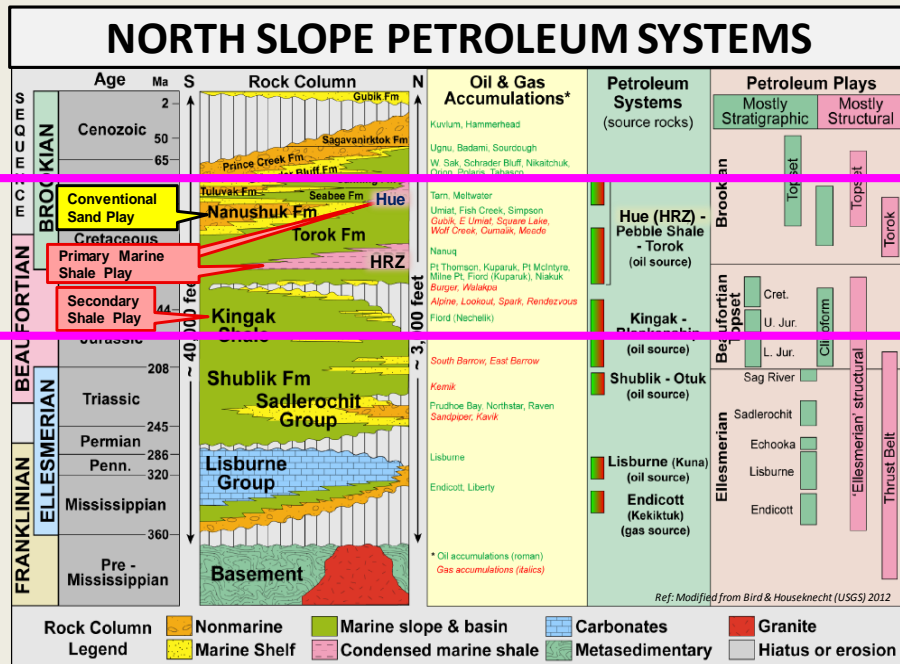 NORTH SLOPE PETROLEUM SYSTEMS
Age
Ma
S
Rock Column
N
Oil & Gas
Accumulations*
Petroleum
Systems
(source rocks)
Petroleum Plays
Mostly
Stratigraphic
Mostly
Structural
SEQUENCE
BROOKIAN
BEAUFORTIAN
ELLESMERIAN
FRANKLINIAN
Cenozoic
Cretaceous
Jurassic
Triassic
Permian
Penn.
Mississippian
Pre -
Mississippian
2
50
65
44
208
245
286
320
360
Gubik Fm
Sagavanirktok Fm
Prince Creek Fm
Bluff Fm
Tuluvak Fm
Seabee Fm
Hue
Nanushuk Fm
Torok Fm
HRZ
Kingak
Shale
Shublik Fm
Sadlerochit
Group
Lisburne
Group
Basement
Conventional
Sand Play
Primary Marine
Shale Play
Secondary
Shale Play
feet
~ 3,
feet
Kuvlum, Hammerhead
Ugnu, Badami, Sourdough
W. Sak, Schrader Bluff, Nikaitchuk,
Orion, Polaris, Tabasco
Tarn, Meltwater
Umiat, Fish Creek, Simpson
Gubik, E Umiat, Square Lake,
Wolf Creek, Oumalik, Meade
Nanuq
Pt Thomson, Kuparuk, Pt McIntyre,
Milne Pt, Fiord (Kuparuk), Niakuk
Burger, Walakpa
Alpine, Lookout, Spark, Rendezvous
Fiord (Nechelik)
South Barrow, East Barrow
Kemik
Prudhoe Bay, Northstar, Raven
Sandpiper, Kavik
Lisburne
Endicott, Liberty
* Oil accumulations (roman)
Gas accumulations (italics)
Hue (HRZ) -
Pebble Shale
- Torok
(oil source)
Kingak -
(oil source)
Shublik - Otuk
(oil source)
Lisburne (Kuna)
(oil source)
Endicott
(Kekiktuk)
(gas source)
Brookian
Topset
Topset
Torok
Beaufortian
Topset
Cret.
U. Jur.
L. Jur.
Ellesmerian
Sag River
Sadlerochit
Echooka
Lisburne
Endicott
'Ellesmerian' structural
Thrust Belt
Ref: Modified from Bird & Houseknecht (USGS) 2012
Rock Column
Legend
Nonmarine
Marine Shelf
Marine slope & basin
Condensed marine shale
Carbonates
Metasedimentary
Granite
Hiatus or erosion